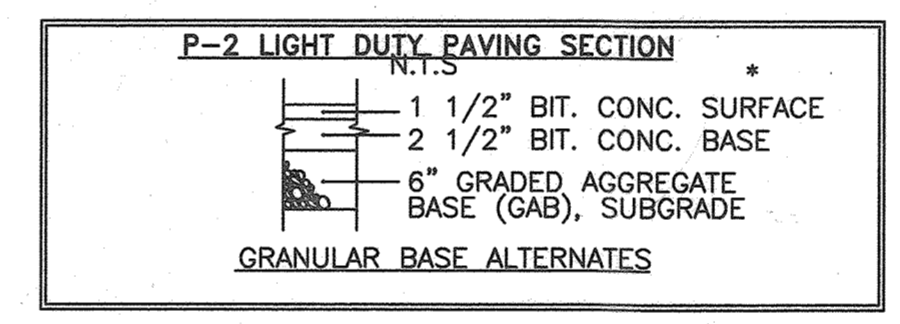 P-2 LIGHT DUTY PAVING SECTION
N.T.S
*
1 1/2" BIT. CONC. SURFACE
2 1/2" BIT. CONC. BASE
6" GRADED AGGREGATE
BASE (GAB), SUBGRADE
GRANULAR BASE ALTERNATES